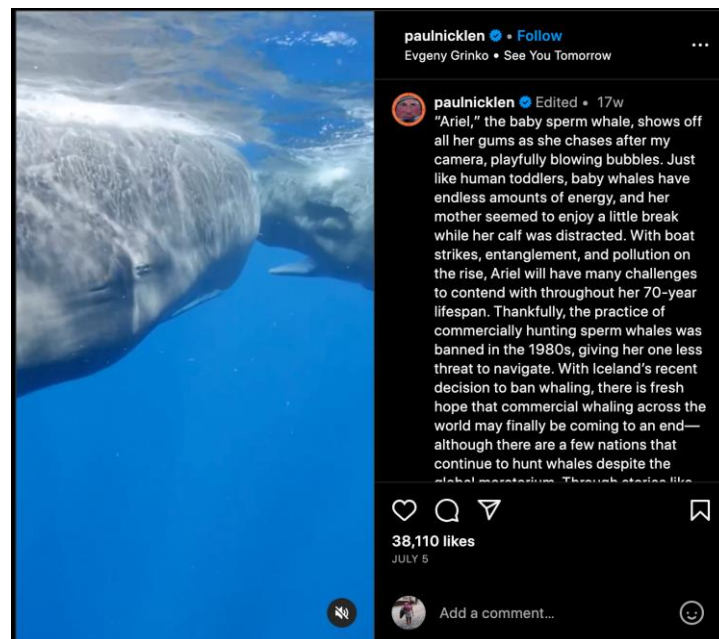 paulnicklen • Follow
Evgeny Grinko • See You Tomorrow
paulnicklen Edited • 17w
"Ariel," the baby sperm whale, shows off
all her gums as she chases after my
camera, playfully blowing bubbles. Just
like human toddlers, baby whales have
endless amounts of energy, and her
mother seemed to enjoy a little break
while her calf was distracted. With boat
strikes, entanglement, and pollution on
the rise, Ariel will have many challenges
to contend with throughout her 70-year
lifespan. Thankfully, the practice of
commercially hunting sperm whales was
banned in the 1980s, giving her one less
threat to navigate. With Iceland's recent
decision to ban whaling, there is fresh
hope that commercial whaling across the
world may finally be coming to an end—
although there are a few nations that
continue to hunt whales despite the
global moratorium. Through stories like
38,110 likes
JULY 5
Add a comment...